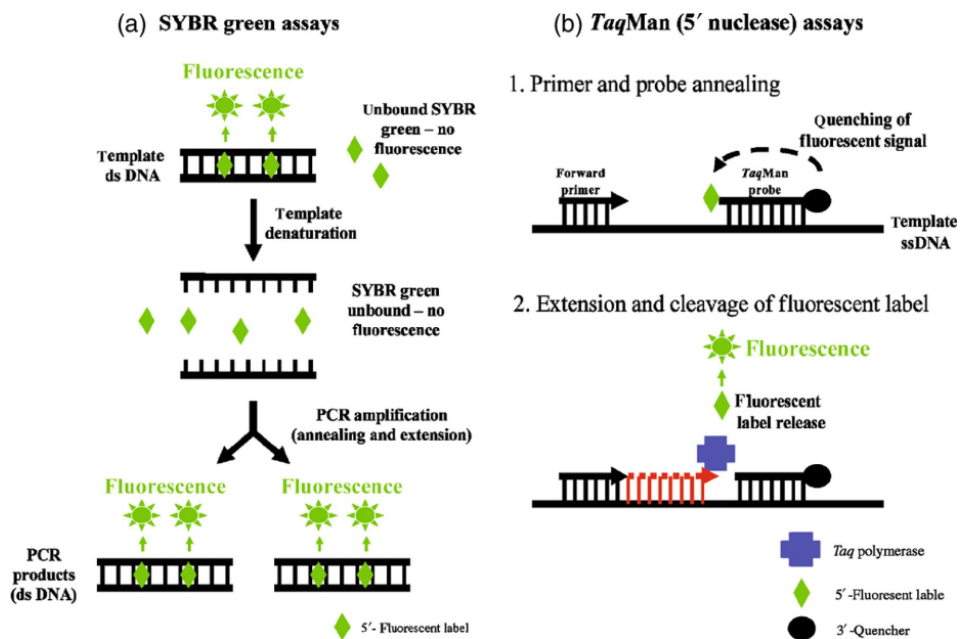 (a) SYBR green assays
Fluorescence
Unbound SYBR
green – no
fluorescence
Template
ds DNA
Template
denaturation
SYBR green
unbound – no
fluorescence
PCR amplification
(annealing and extension)
Fluorescence
Fluorescence
PCR
products
(ds DNA)
5′- Fluorescent label
(b) TaqMan (5′ nuclease) assays
1. Primer and probe annealing
Quenching of
fluorescent signal
Forward
primer
TaqMan
probe
Template
ssDNA
2. Extension and cleavage of fluorescent label
Fluorescence
Fluorescent
label release
Taq polymerase
5′-Fluoresent lable
3′-Quencher